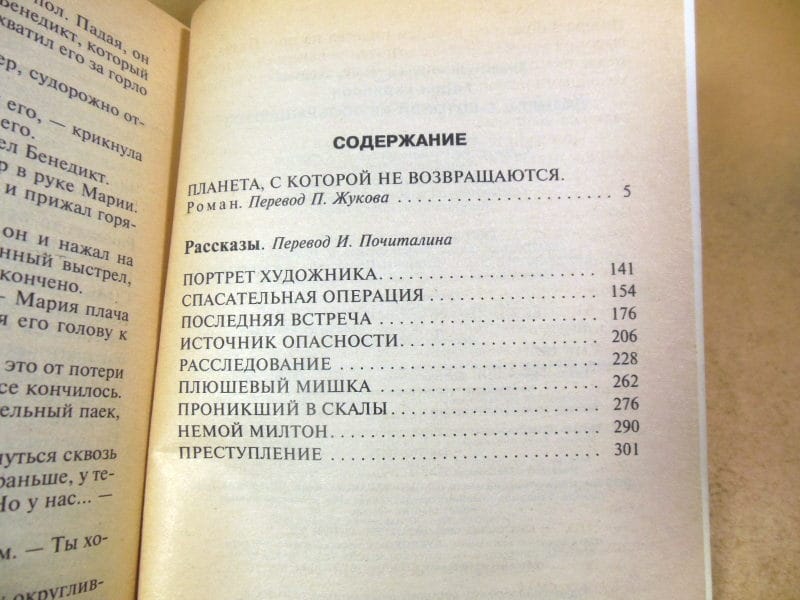 пол. Падая, он
Бенедикт, который
хватил его за горло
ер, судорожно от-
его, — крикнула
его.
ел Бенедикт.
р в руке Марии.
и прижал горя-
он и нажал на
нный выстрел,
кончено.
— Мария плача
я его голову к
это от потери
се кончилось.
ельный паек,
нуться сквозь
раньше, у те-
Но у нас... —
м. — Ты хо-
округлив-
СОДЕРЖАНИЕ
ПЛАНЕТА, С КОТОРОЙ НЕ ВОЗВРАЩАЮТСЯ.
Роман. Перевод П. Жукова . . . . . . . . . . . . . . . . . . . 5
Рассказы. Перевод И. Почиталина
ПОРТРЕТ ХУДОЖНИКА. . . . . . . . . . . . . . . . . . 141
СПАСАТЕЛЬНАЯ ОПЕРАЦИЯ . . . . . . . . . . . . . . 154
ПОСЛЕДНЯЯ ВСТРЕЧА . . . . . . . . . . . . . . . . . . 176
ИСТОЧНИК ОПАСНОСТИ. . . . . . . . . . . . . . . . . 206
РАССЛЕДОВАНИЕ . . . . . . . . . . . . . . . . . . . . . 228
ПЛЮШЕВЫЙ МИШКА . . . . . . . . . . . . . . . . . . 262
ПРОНИКШИЙ В СКАЛЫ. . . . . . . . . . . . . . . . . 276
НЕМОЙ МИЛТОН. . . . . . . . . . . . . . . . . . . . . . 290
ПРЕСТУПЛЕНИЕ . . . . . . . . . . . . . . . . . . . . . . 301